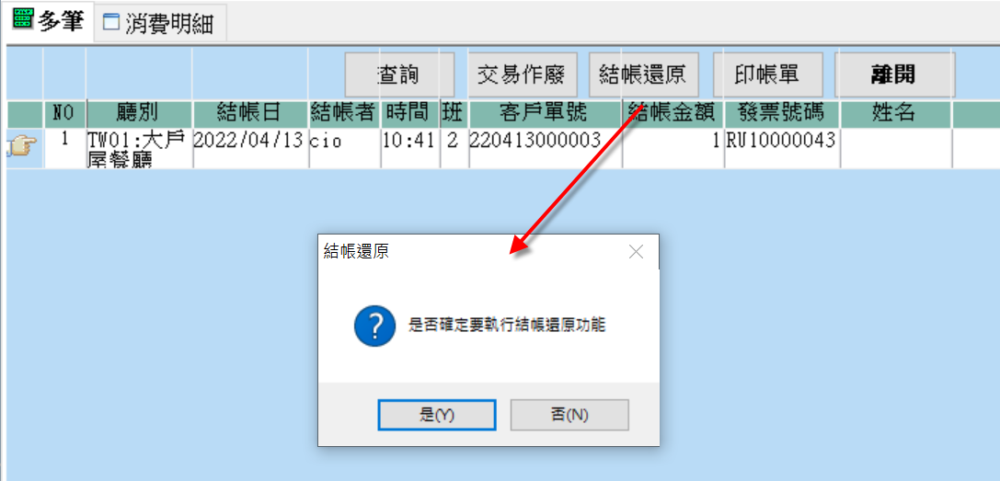 多筆 消費明細
查詢 交易作廢 結帳還原 印帳單 離開
NO 廳別 結帳日 結帳者 時間 班 客戶單號 結帳金額 發票號碼 姓名
1 TW01:大戶屋餐廳 2022/04/13 cio 10:41 2 220413000003 1 RU10000043
結帳還原
是否確定要執行結帳還原功能
是(Y) 否(N)